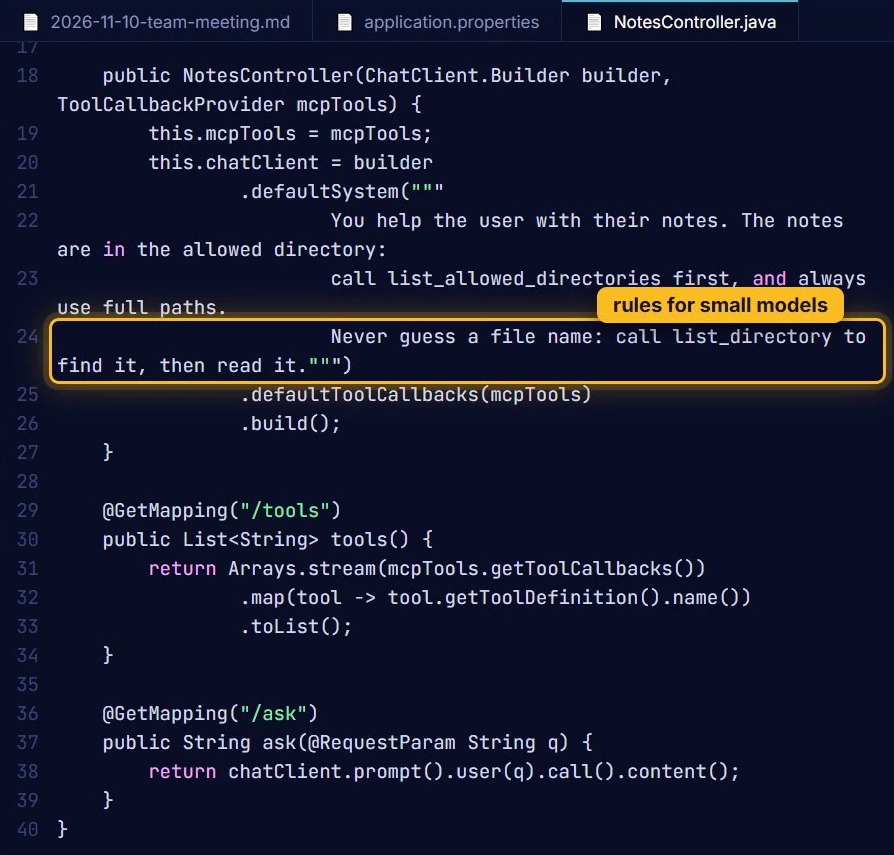 2026-11-10-team-meeting.md application.properties NotesController.java
17
18 public NotesController(ChatClient.Builder builder,
ToolCallbackProvider mcpTools) {
19 this.mcpTools = mcpTools;
20 this.chatClient = builder
21 .defaultSystem("""
22 You help the user with their notes. The notes
are in the allowed directory:
23 call list_allowed_directories first, and always
use full paths.
rules for small models
24 Never guess a file name: call list_directory to
find it, then read it.""")
25 .defaultToolCallbacks(mcpTools)
26 .build();
27 }
28
29 @GetMapping("/tools")
30 public List<String> tools() {
31 return Arrays.stream(mcpTools.getToolCallbacks())
32 .map(tool -> tool.getToolDefinition().name())
33 .toList();
34 }
35
36 @GetMapping("/ask")
37 public String ask(@RequestParam String q) {
38 return chatClient.prompt().user(q).call().content();
39 }
40 }